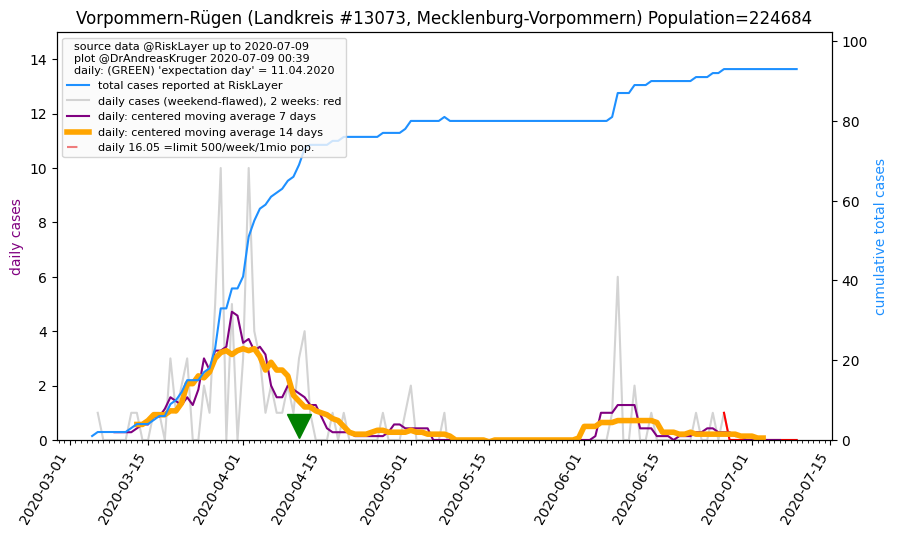 Vorpommern-Rügen (Landkreis #13073, Mecklenburg-Vorpommern) Population=224684
source data @RiskLayer up to 2020-07-09
plot @DrAndreasKruger 2020-07-09 00:39
daily: (GREEN) 'expectation day' = 11.04.2020
total cases reported at RiskLayer
daily cases (weekend-flawed), 2 weeks: red
daily: centered moving average 7 days
daily: centered moving average 14 days
daily 16.05 =limit 500/week/1mio pop.
daily cases
14
12
10
8
6
4
2
0
cumulative total cases
100
80
60
40
20
0
2020-03-01
2020-03-15
2020-04-01
2020-04-15
2020-05-01
2020-05-15
2020-06-01
2020-06-15
2020-07-01
2020-07-15